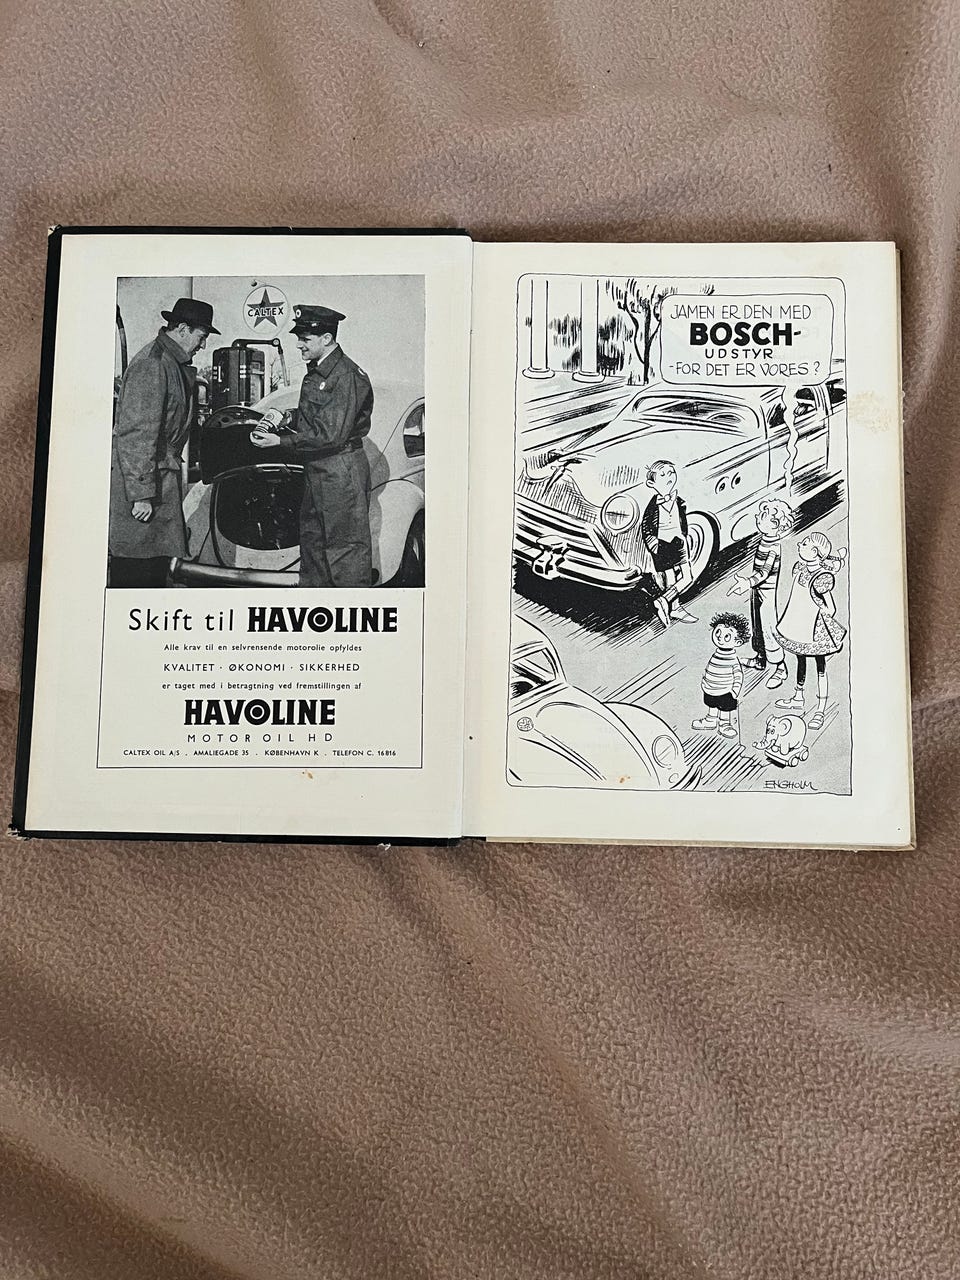 CALTEX
Skift til HAVOLINE
Alle krav til en selvrensende motorolie opfyldes
KVALITET · ØKONOMI · SIKKERHED
er taget med i betragtning ved fremstillingen af
HAVOLINE
MOTOR OIL HD
CALTEX OIL A/S . AMALIEGADE 35 . KØBENHAVN K . TELEFON C. 16816
JAMEN ER DEN MED
BOSCH-
UDSTYR
-FOR DET ER VORES ?
ENGHOLM